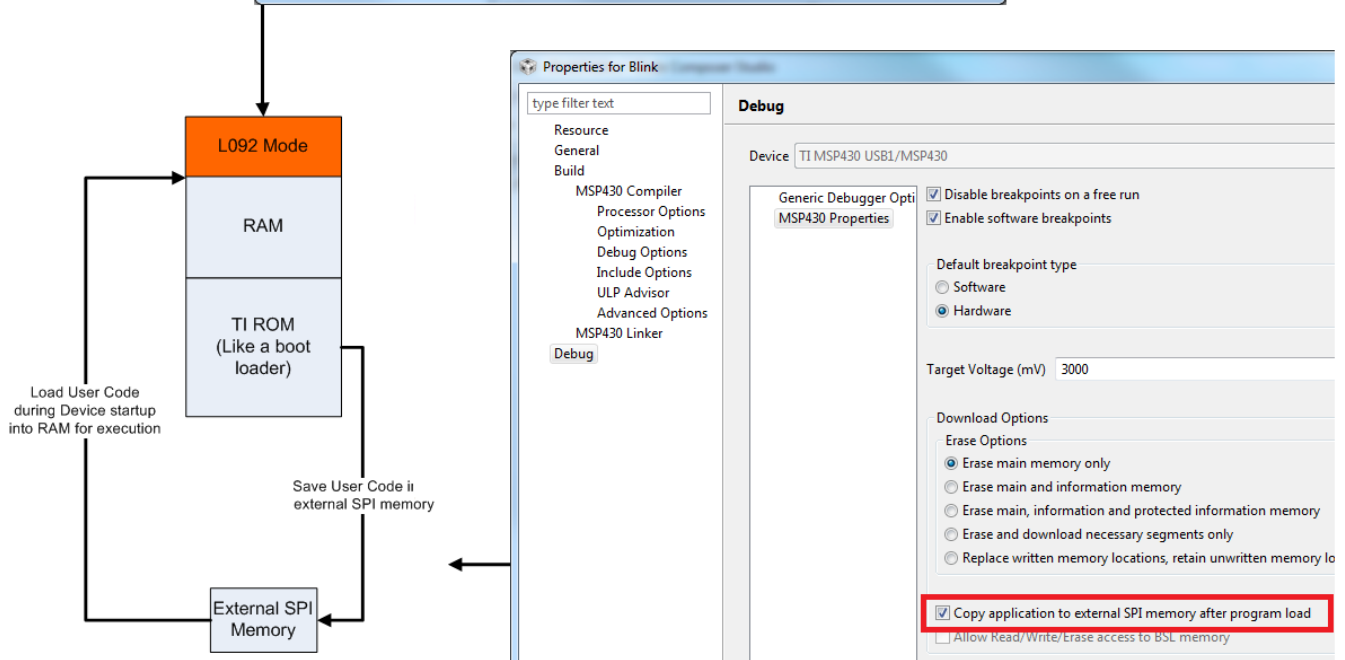 L092 Mode
RAM
TI ROM
(Like a boot
loader)
Load User Code
during Device startup
into RAM for execution
Save User Code in
external SPI memory
External SPI
Memory
Properties for Blink
type filter text
Resource
General
Build
MSP430 Compiler
Processor Options
Optimization
Debug Options
Include Options
ULP Advisor
Advanced Options
MSP430 Linker
Debug
Debug
Device TI MSP430 USB1/MSP430
Generic Debugger Opti
MSP430 Properties
Disable breakpoints on a free run
Enable software breakpoints
Default breakpoint type
Software
Hardware
Target Voltage (mV) 3000
Download Options
Erase Options
Erase main memory only
Erase main and information memory
Erase main, information and protected information memory
Erase and download necessary segments only
Replace written memory locations, retain unwritten memory lo
Copy application to external SPI memory after program load
Allow Read/Write/Erase access to BSL memory